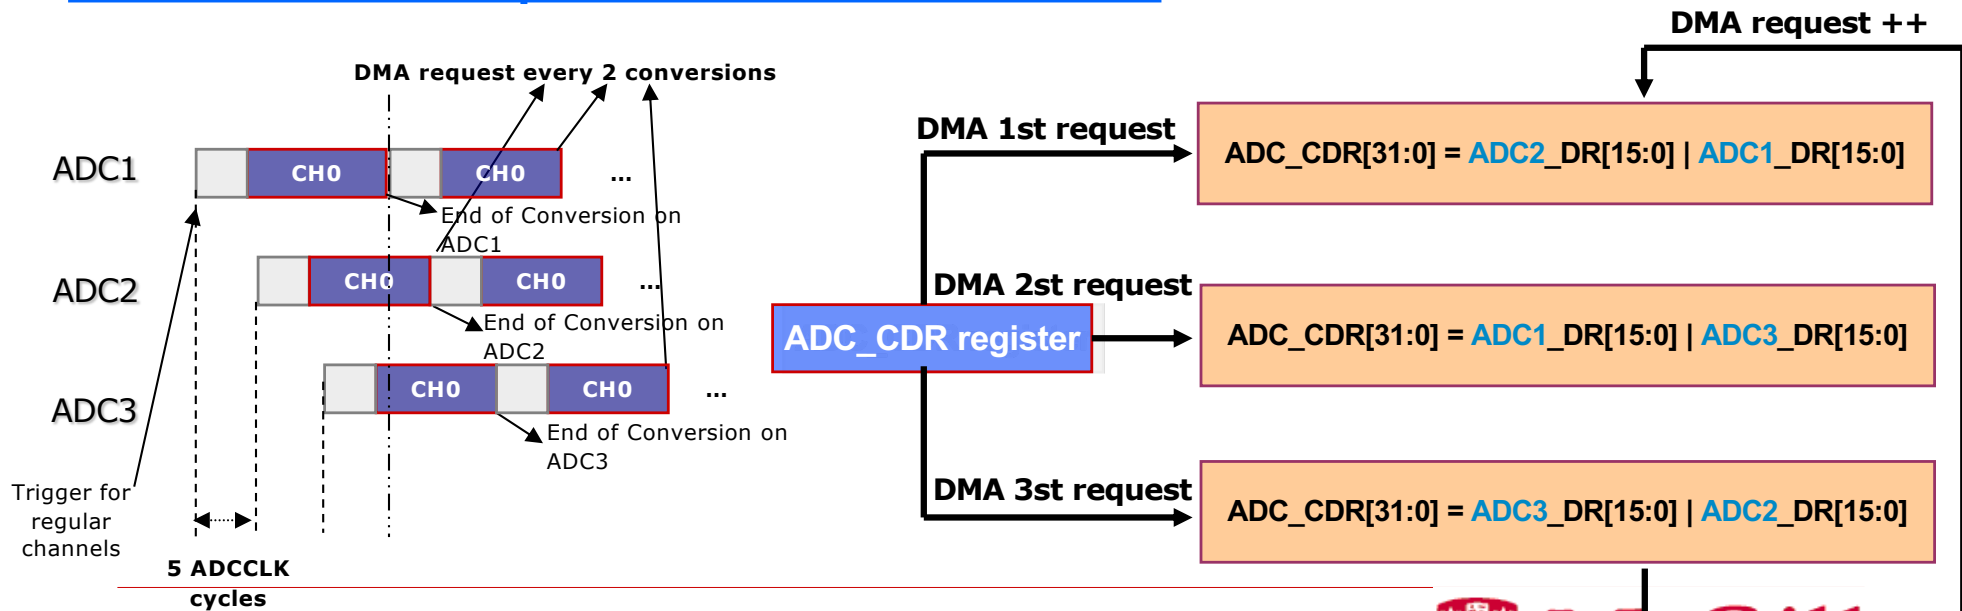 DMA request ++
DMA request every 2 conversions
ADC1
CH0
CH0
...
End of Conversion on
ADC1
ADC2
CH0
CH0
...
End of Conversion on
ADC2
ADC3
CH0
CH0
...
End of Conversion on
ADC3
Trigger for
regular
channels
5 ADCCLK
cycles
ADC_CDR register
DMA 1st request
ADC_CDR[31:0] = ADC2_DR[15:0] | ADC1_DR[15:0]
DMA 2st request
ADC_CDR[31:0] = ADC1_DR[15:0] | ADC3_DR[15:0]
DMA 3st request
ADC_CDR[31:0] = ADC3_DR[15:0] | ADC2_DR[15:0]